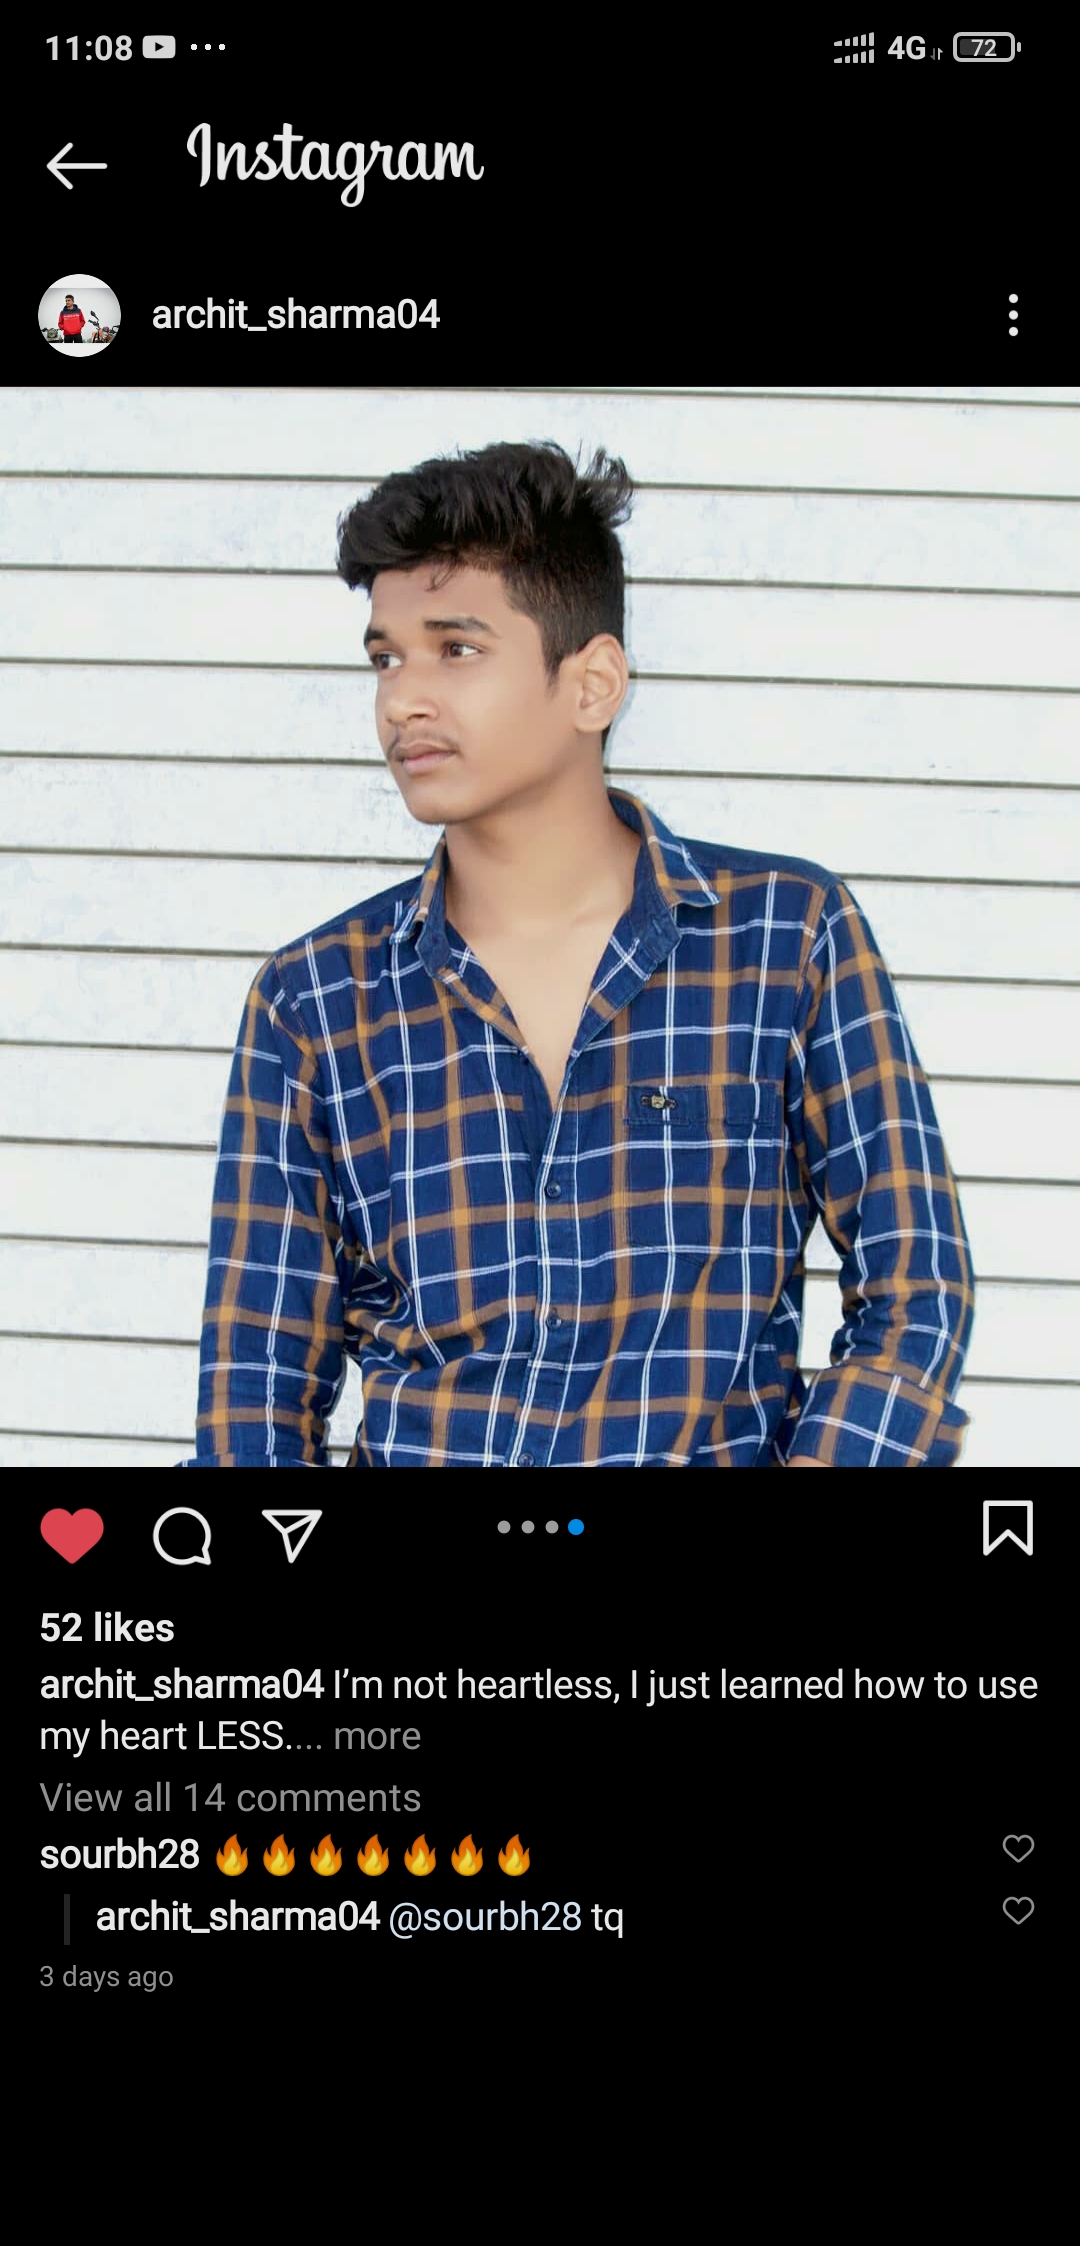 11:08
4G 72
Instagram
archit_sharma04
52 likes
archit_sharma04 I’m not heartless, I just learned how to use
my heart LESS.... more
View all 14 comments
sourbh28 🔥🔥🔥🔥🔥🔥🔥
archit_sharma04 @sourbh28 tq
3 days ago